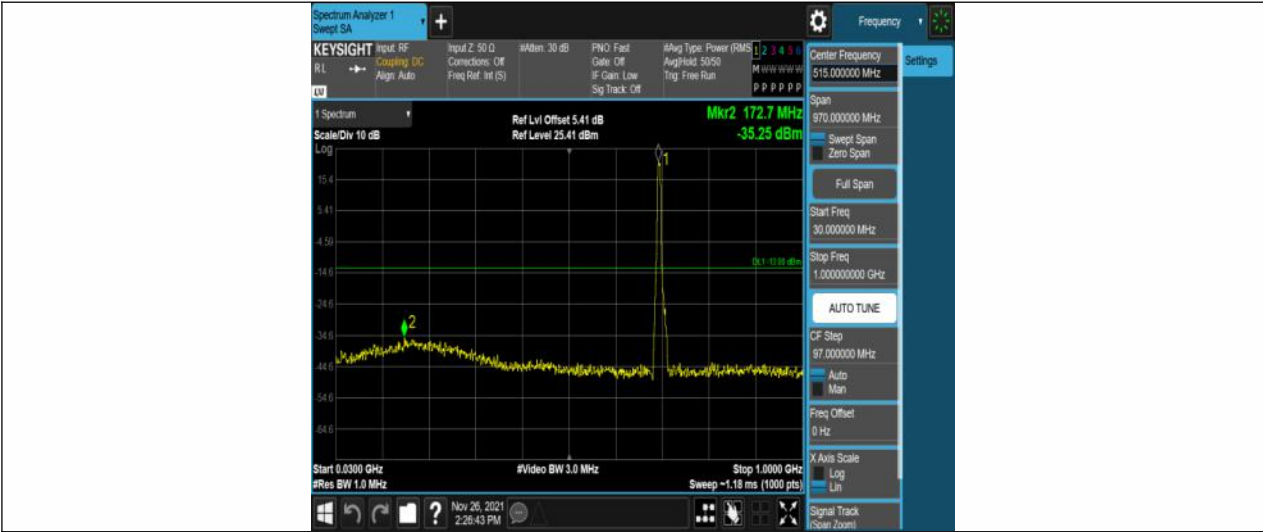 Spectrum Analyzer 1
Swept SA
+
Frequency
KEYSIGHT
Input: RF
Coupling: DC
Align: Auto
Input Z: 50 Ω
Corrections: Off
Freq Ref: Int (S)
#Atten: 30 dB
PNO: Fast
Gate: Off
IF Gain: Low
Sig Track: Off
#Avg Type: Power (RMS
Avg|Hold: 50/50
Trig: Free Run
1 2 3 4 5 6
M W W W W W
P P P P P P
R L
LV
Center Frequency
515.000000 MHz
Settings
Span
970.000000 MHz
Swept Span
Zero Span
Full Span
Start Freq
30.000000 MHz
Stop Freq
1.000000000 GHz
AUTO TUNE
CF Step
97.000000 MHz
Auto
Man
Freq Offset
0 Hz
X Axis Scale
Log
Lin
Signal Track
(Span Zoom)
1 Spectrum
Scale/Div 10 dB
Log
Ref Lvl Offset 5.41 dB
Ref Level 25.41 dBm
Mkr2 172.7 MHz
-35.25 dBm
1
15.4
5.41
-4.59
DL1 -13.00 dBm
-14.6
-24.6
2
-34.6
-44.6
-54.6
-64.6
Start 0.0300 GHz
#Res BW 1.0 MHz
#Video BW 3.0 MHz
Stop 1.0000 GHz
Sweep ~1.18 ms (1000 pts)
?
Nov 26, 2021
2:26:43 PM